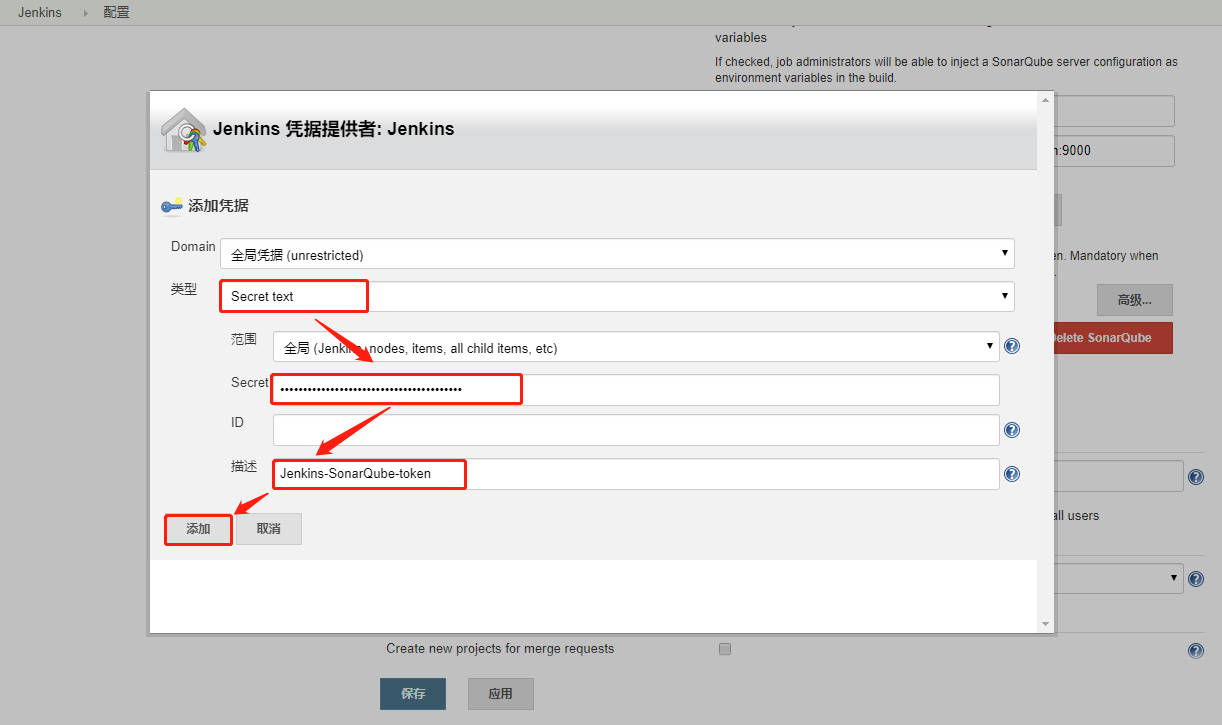 Jenkins
配置
variables
If checked, job administrators will be able to inject a SonarQube server configuration as
environment variables in the build.
:9000
Jenkins 凭据提供者: Jenkins
添加凭据
Domain
全局凭据 (unrestricted)
类型
Secret text
en. Mandatory when
高级...
范围
全局 (Jenkins, nodes, items, all child items, etc)
elete SonarQube
Secret
••••••••••••••••••••••••••••••••••••••••
ID
描述
Jenkins-SonarQube-token
all users
添加
取消
Create new projects for merge requests
保存
应用